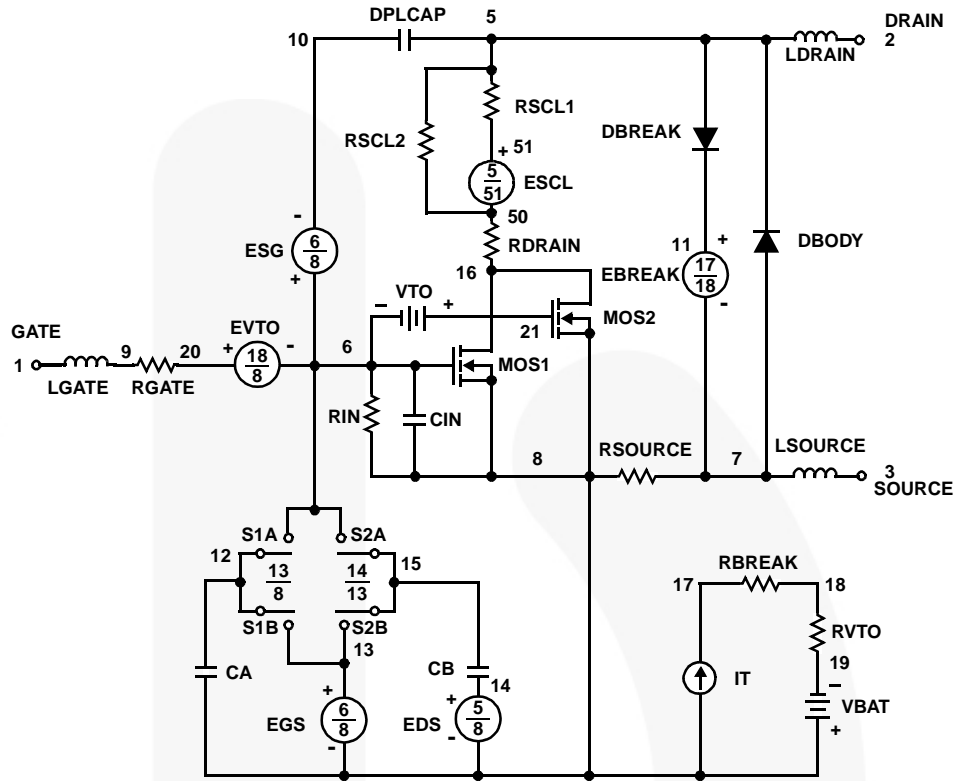 DPLCAP
5
DRAIN
2
10
LDRAIN
RSCL1
RSCL2
DBREAK
+ 51
5
51
ESCL
50
-
ESG
6
8
+
RDRAIN
11
+
17
18
EBREAK
-
DBODY
16
- VTO +
21
MOS2
GATE
1
9
20
EVTO
+
18
8
-
6
MOS1
LGATE
RGATE
RIN
CIN
8
RSOURCE
7
LSOURCE
3
SOURCE
S1A
S2A
12
13
8
14
13
15
S1B
S2B
13
RBREAK
17
18
RVTO
19
CA
CB
14
+
6
8
-
EGS
+
5
8
-
EDS
IT
-
VBAT
+